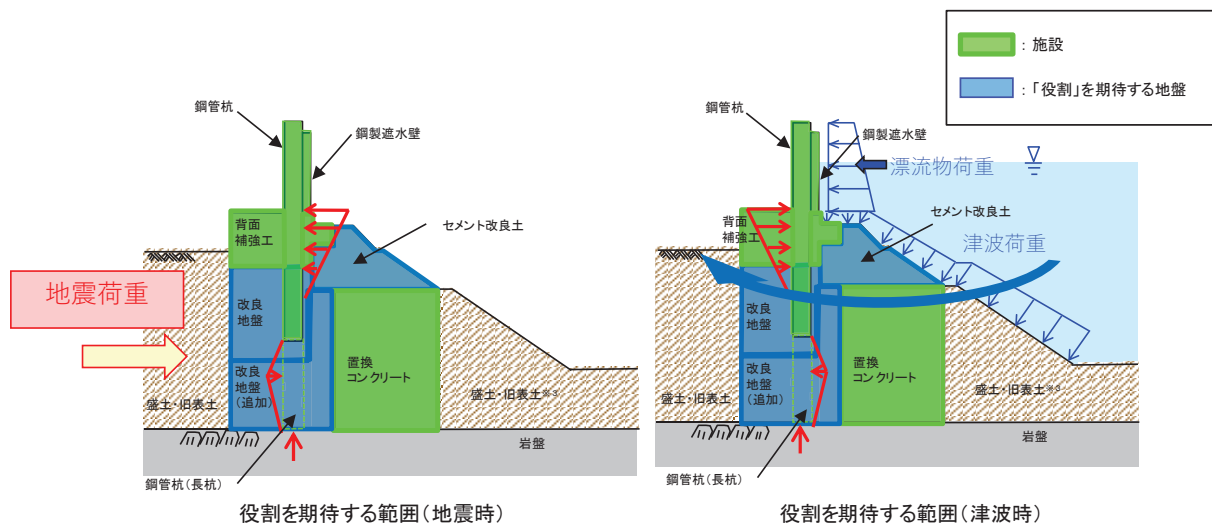 : 施設
: 「役割」を期待する地盤
鋼管杭
鋼製遮水壁
背面
補強工
セメント改良土
地震荷重
改良
地盤
改良
地盤
(追加)
置換
コンクリート
盛土・旧表土
盛土・旧表土※3
岩盤
鋼管杭(長杭)
役割を期待する範囲(地震時)
鋼管杭
鋼製遮水壁
漂流物荷重
背面
補強工
セメント改良土
津波荷重
改良
地盤
改良
地盤
(追加)
置換
コンクリート
盛土・旧表土
盛土・旧表土※3
岩盤
鋼管杭(長杭)
役割を期待する範囲(津波時)